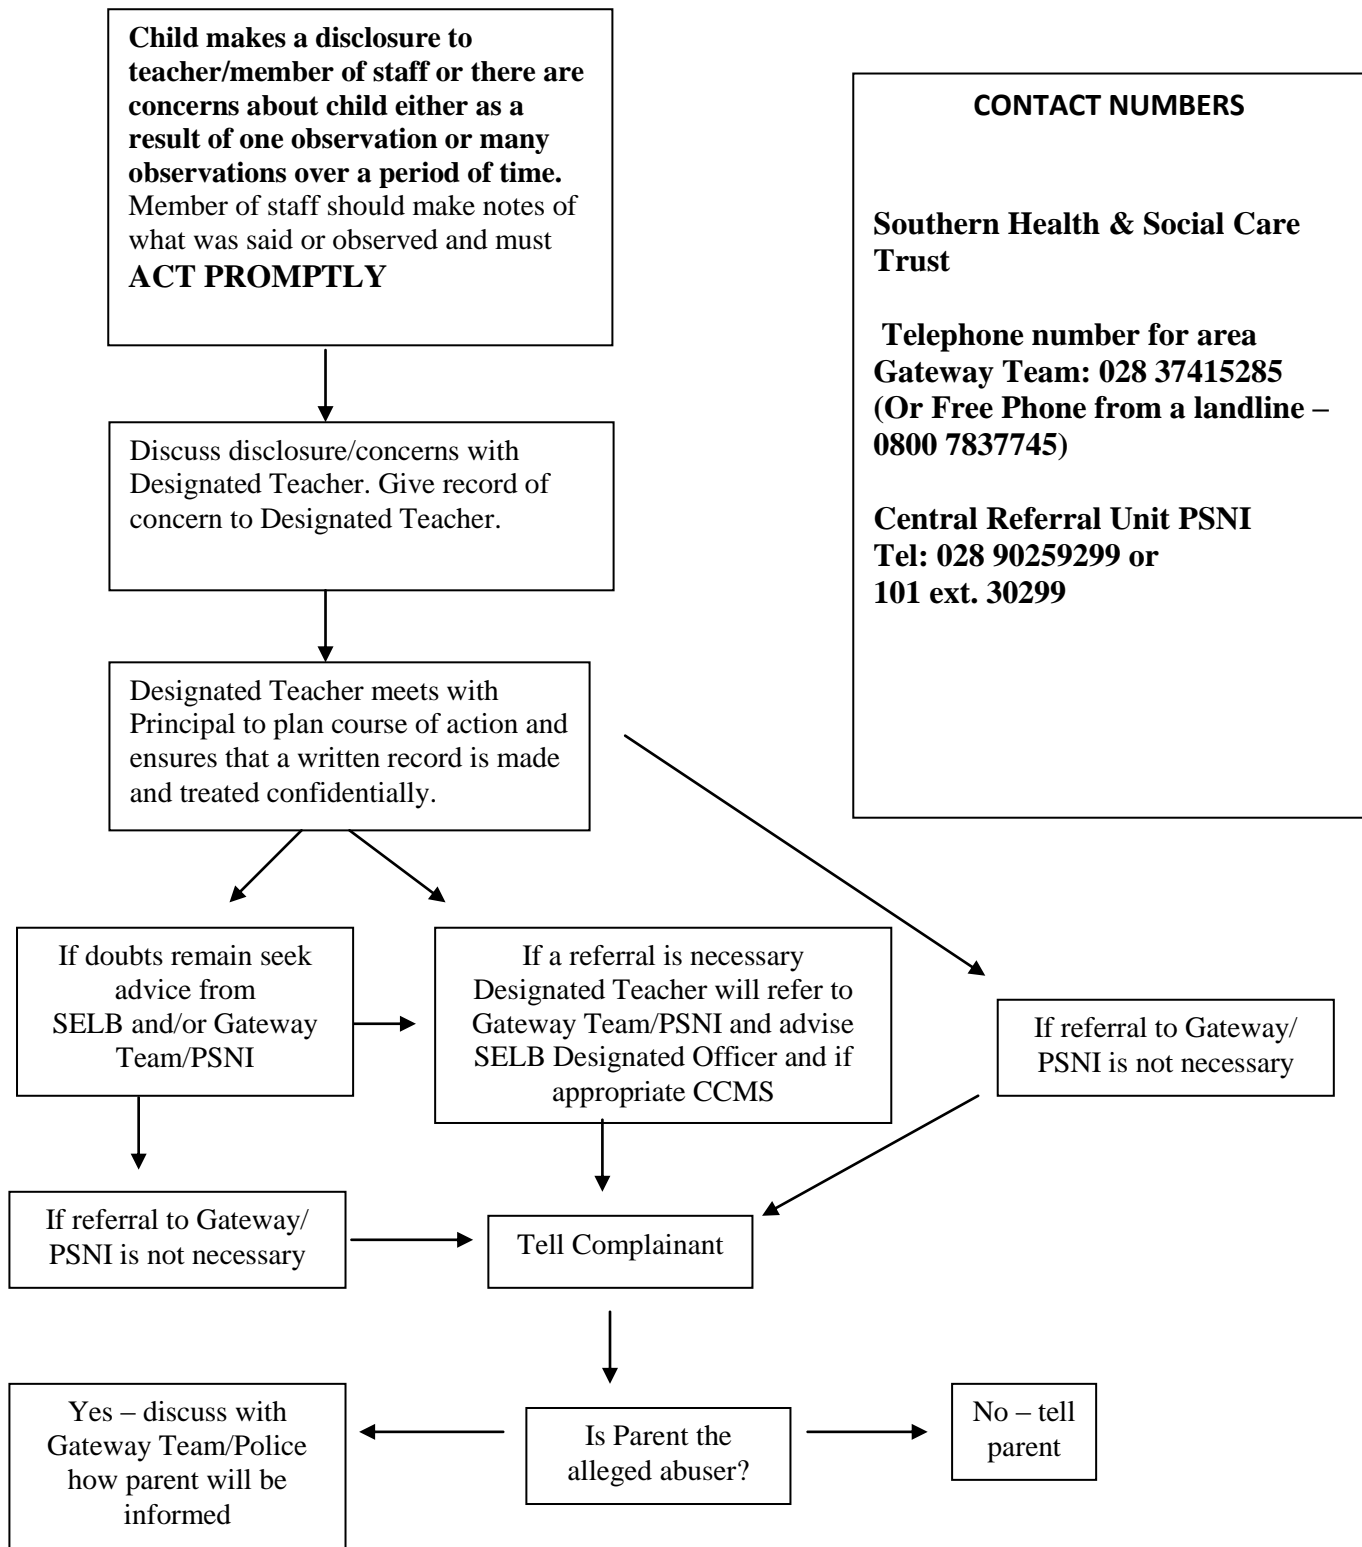 Child makes a disclosure to
teacher/member of staff or there are
concerns about child either as a
result of one observation or many
observations over a period of time.
Member of staff should make notes of
what was said or observed and must
ACT PROMPTLY
CONTACT NUMBERS
Southern Health & Social Care
Trust
Telephone number for area
Gateway Team: 028 37415285
(Or Free Phone from a landline –
0800 7837745)
Central Referral Unit PSNI
Tel: 028 90259299 or
101 ext. 30299
Discuss disclosure/concerns with
Designated Teacher. Give record of
concern to Designated Teacher.
Designated Teacher meets with
Principal to plan course of action and
ensures that a written record is made
and treated confidentially.
If doubts remain seek
advice from
SELB and/or Gateway
Team/PSNI
If a referral is necessary
Designated Teacher will refer to
Gateway Team/PSNI and advise
SELB Designated Officer and if
appropriate CCMS
If referral to Gateway/
PSNI is not necessary
If referral to Gateway/
PSNI is not necessary
Tell Complainant
Yes – discuss with
Gateway Team/Police
how parent will be
informed
Is Parent the
alleged abuser?
No – tell
parent